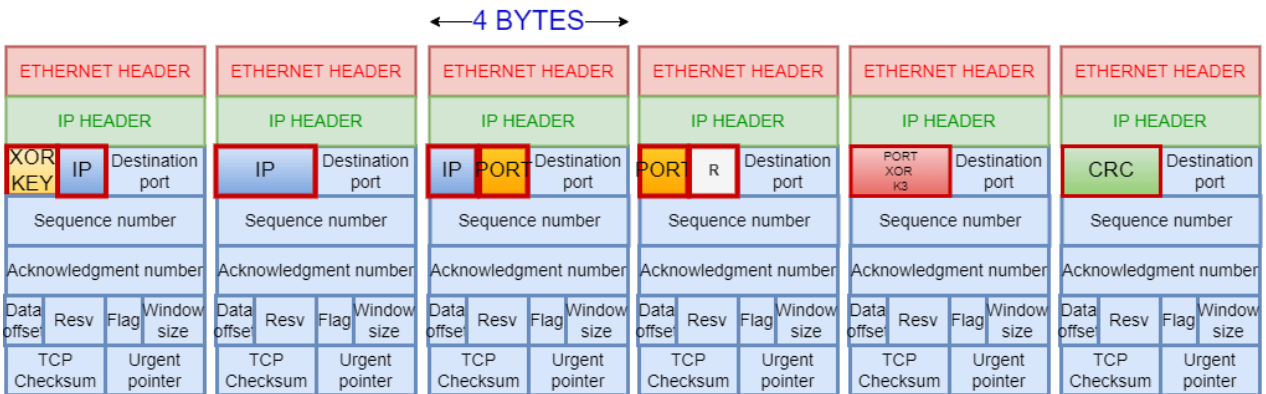 4 BYTES
ETHERNET HEADER ETHERNET HEADER ETHERNET HEADER ETHERNET HEADER ETHERNET HEADER ETHERNET HEADER
IP HEADER IP HEADER IP HEADER IP HEADER IP HEADER IP HEADER
XOR
KEY
IP
Destination
port
IP
Destination
port
IP
PORT
Destination
port
PORT
R
Destination
port
PORT
XOR
K3
Destination
port
CRC
Destination
port
Sequence number Sequence number Sequence number Sequence number Sequence number Sequence number
Acknowledgment number Acknowledgment number Acknowledgment number Acknowledgment number Acknowledgment number Acknowledgment number
Data
offset
Resv
Flag
Window
size
Data
offset
Resv
Flag
Window
size
Data
offset
Resv
Flag
Window
size
Data
offset
Resv
Flag
Window
size
Data
offset
Resv
Flag
Window
size
Data
offset
Resv
Flag
Window
size
TCP
Checksum
Urgent
pointer
TCP
Checksum
Urgent
pointer
TCP
Checksum
Urgent
pointer
TCP
Checksum
Urgent
pointer
TCP
Checksum
Urgent
pointer
TCP
Checksum
Urgent
pointer